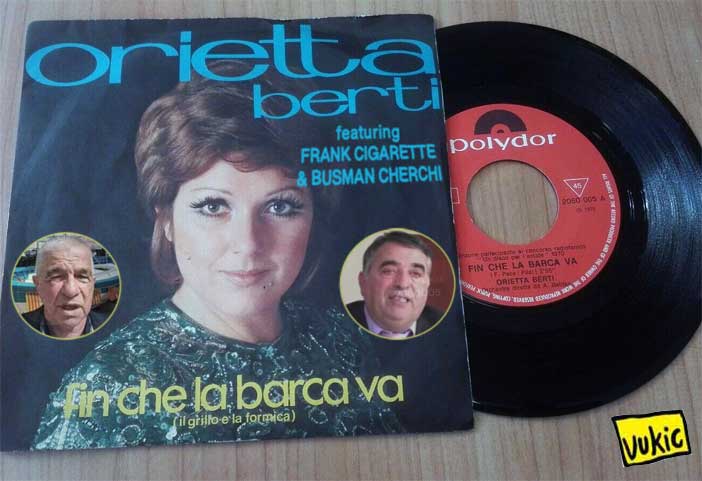 orietta
berti
featuring
FRANK CIGARETTE
& BUSMAN CHERCHI
fin che la barca va
(il grillo e la formica)
polydor
45
2060 005 A
1970
FIN CHE LA BARCA VA
ORIETTA BERTI
VUKIC